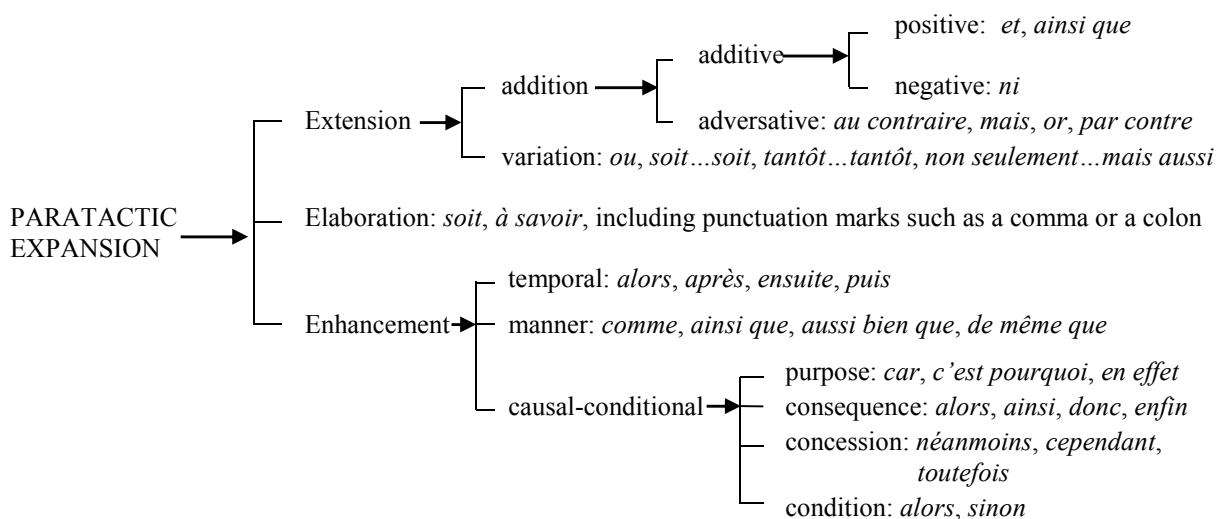 positive: et, ainsi que
additive
negative: ni
addition
adversative: au contraire, mais, or, par contre
Extension
variation: ou, soit…soit, tantôt…tantôt, non seulement…mais aussi
PARATACTIC
EXPANSION
Elaboration: soit, à savoir, including punctuation marks such as a comma or a colon
temporal: alors, après, ensuite, puis
Enhancement
manner: comme, ainsi que, aussi bien que, de même que
causal-conditional
purpose: car, c’est pourquoi, en effet
consequence: alors, ainsi, donc, enfin
concession: néanmoins, cependant,
toutefois
condition: alors, sinon